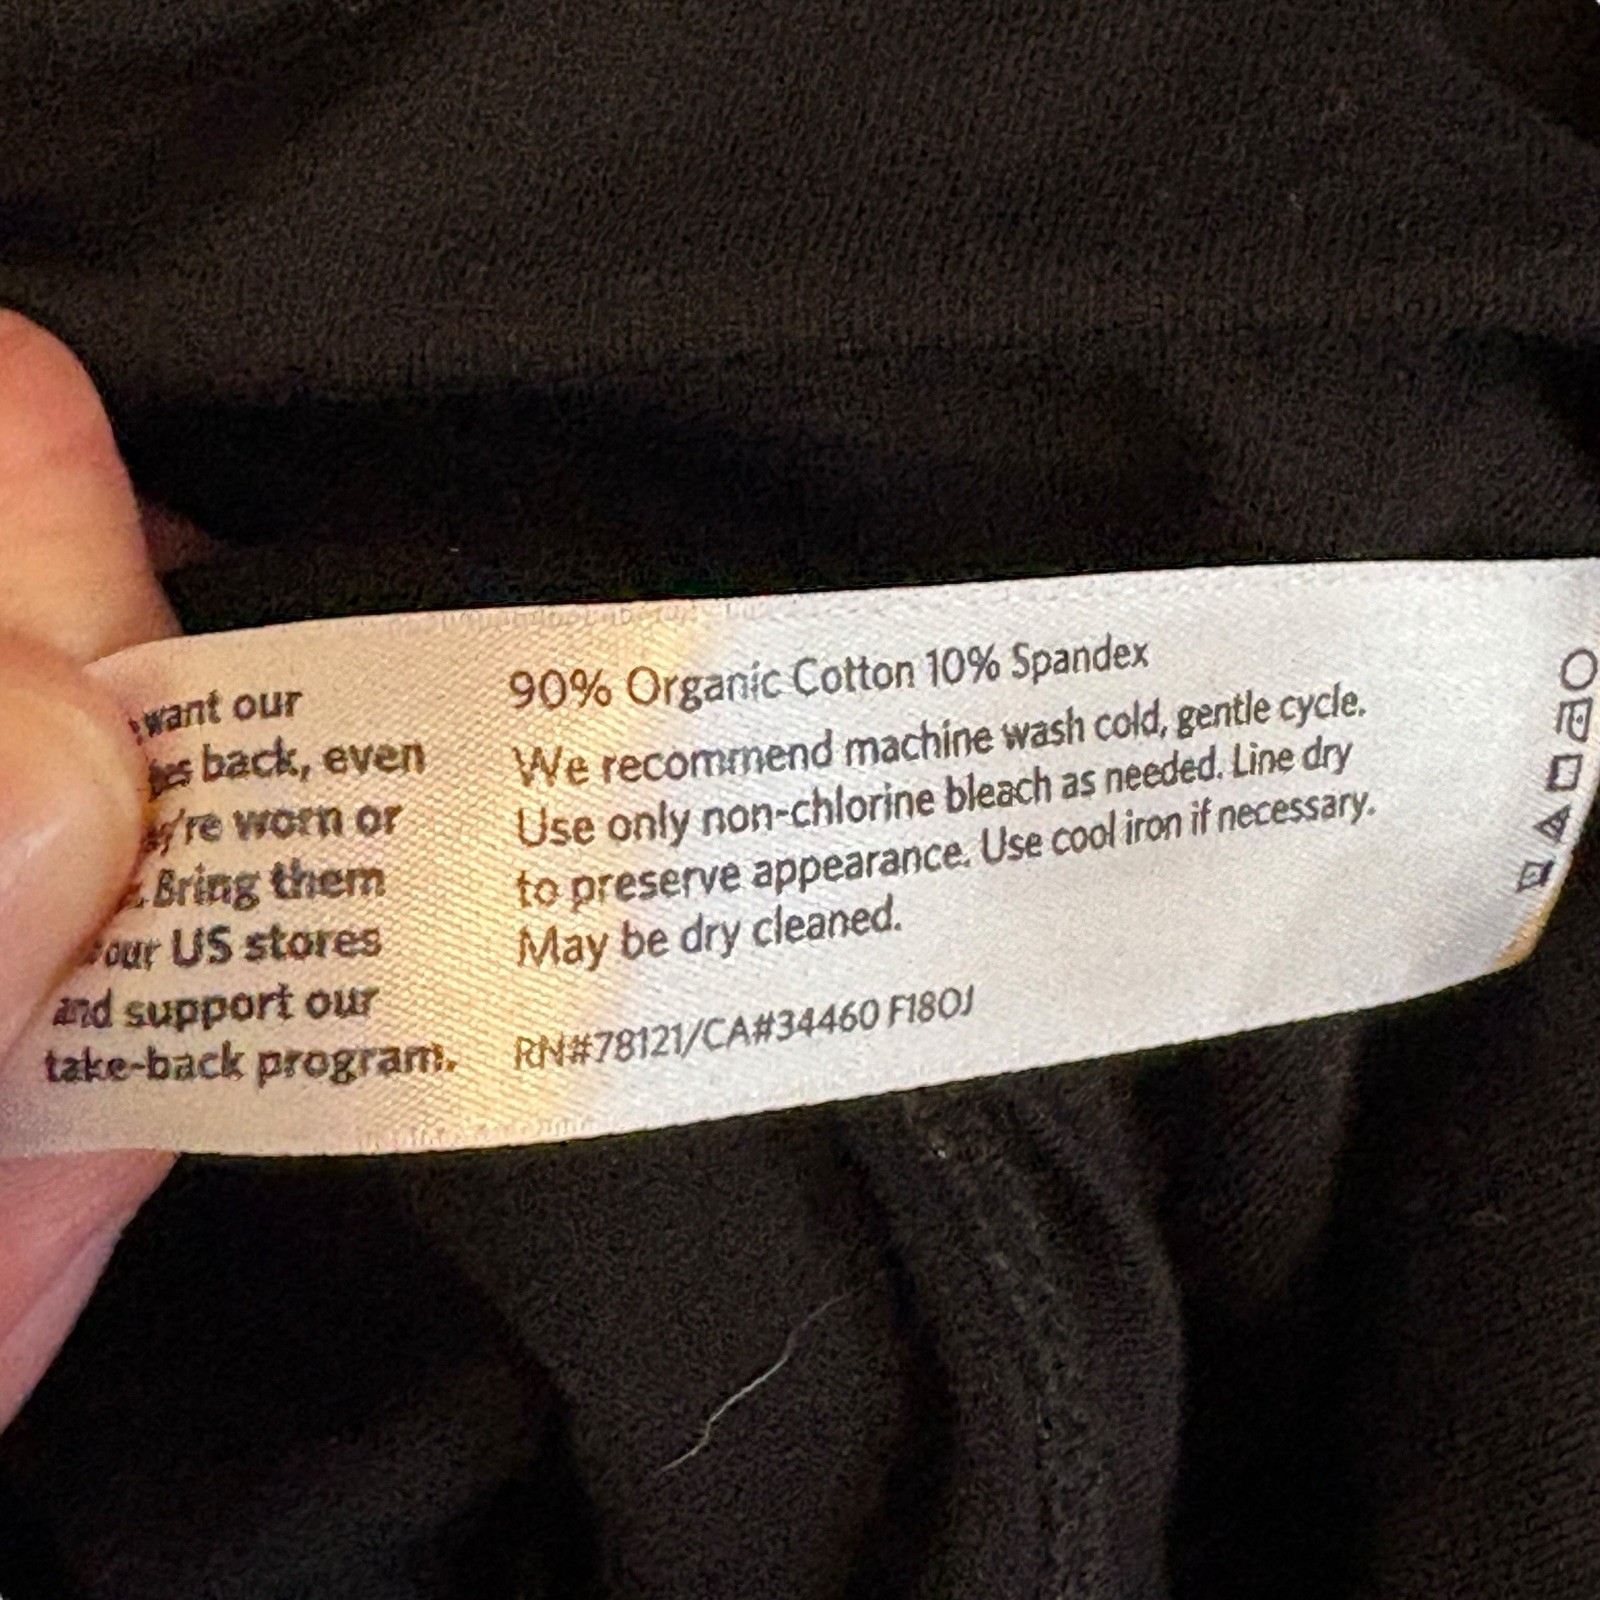 want our
back, even
worn or
Bring them
our US stores
and support our
take-back program.
90% Organic Cotton 10% Spandex
We recommend machine wash cold, gentle cycle.
Use only non-chlorine bleach as needed. Line dry
to preserve appearance. Use cool iron if necessary.
May be dry cleaned.
RN#78121/CA#34460 F18OJ